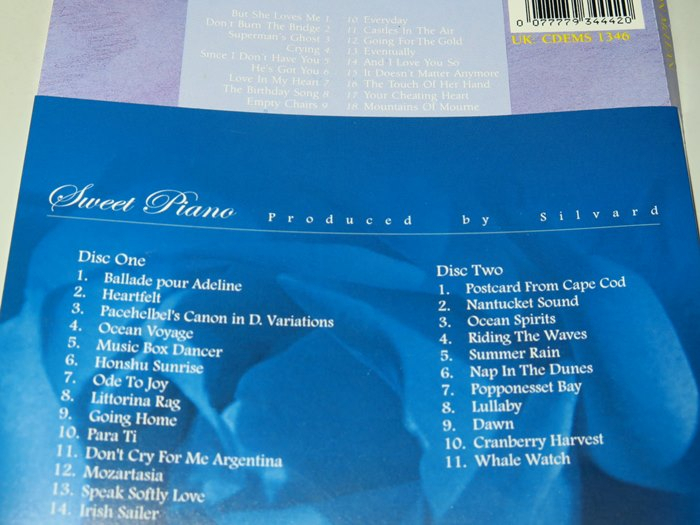 But She Loves Me 1
Don't Burn The Bridge 2
Superman's Ghost 3
Crying 4
Since I Don't Have You 5
He's Got You 6
Love In My Heart 7
The Birthday Song 8
Empty Chairs 9
10 Everyday
11 Castles In The Air
12 Going For The Gold
13 Eventually
14 And I Love You So
15 It Doesn't Matter Anymore
16 The Touch Of Her Hand
17 Your Cheating Heart
18 Mountains Of Mourne
0 077779 344420
UK: CDEMS 1346
Sweet Piano Produced by Silvard
Disc One
1. Ballade pour Adeline
2. Heartfelt
3. Pacehelbel's Canon in D. Variations
4. Ocean Voyage
5. Music Box Dancer
6. Honshu Sunrise
7. Ode To Joy
8. Littorina Rag
9. Going Home
10. Para Ti
11. Don't Cry For Me Argentina
12. Mozartasia
13. Speak Softly Love
14. Irish Sailer
Disc Two
1. Postcard From Cape Cod
2. Nantucket Sound
3. Ocean Spirits
4. Riding The Waves
5. Summer Rain
6. Nap In The Dunes
7. Popponesset Bay
8. Lullaby
9. Dawn
10. Cranberry Harvest
11. Whale Watch